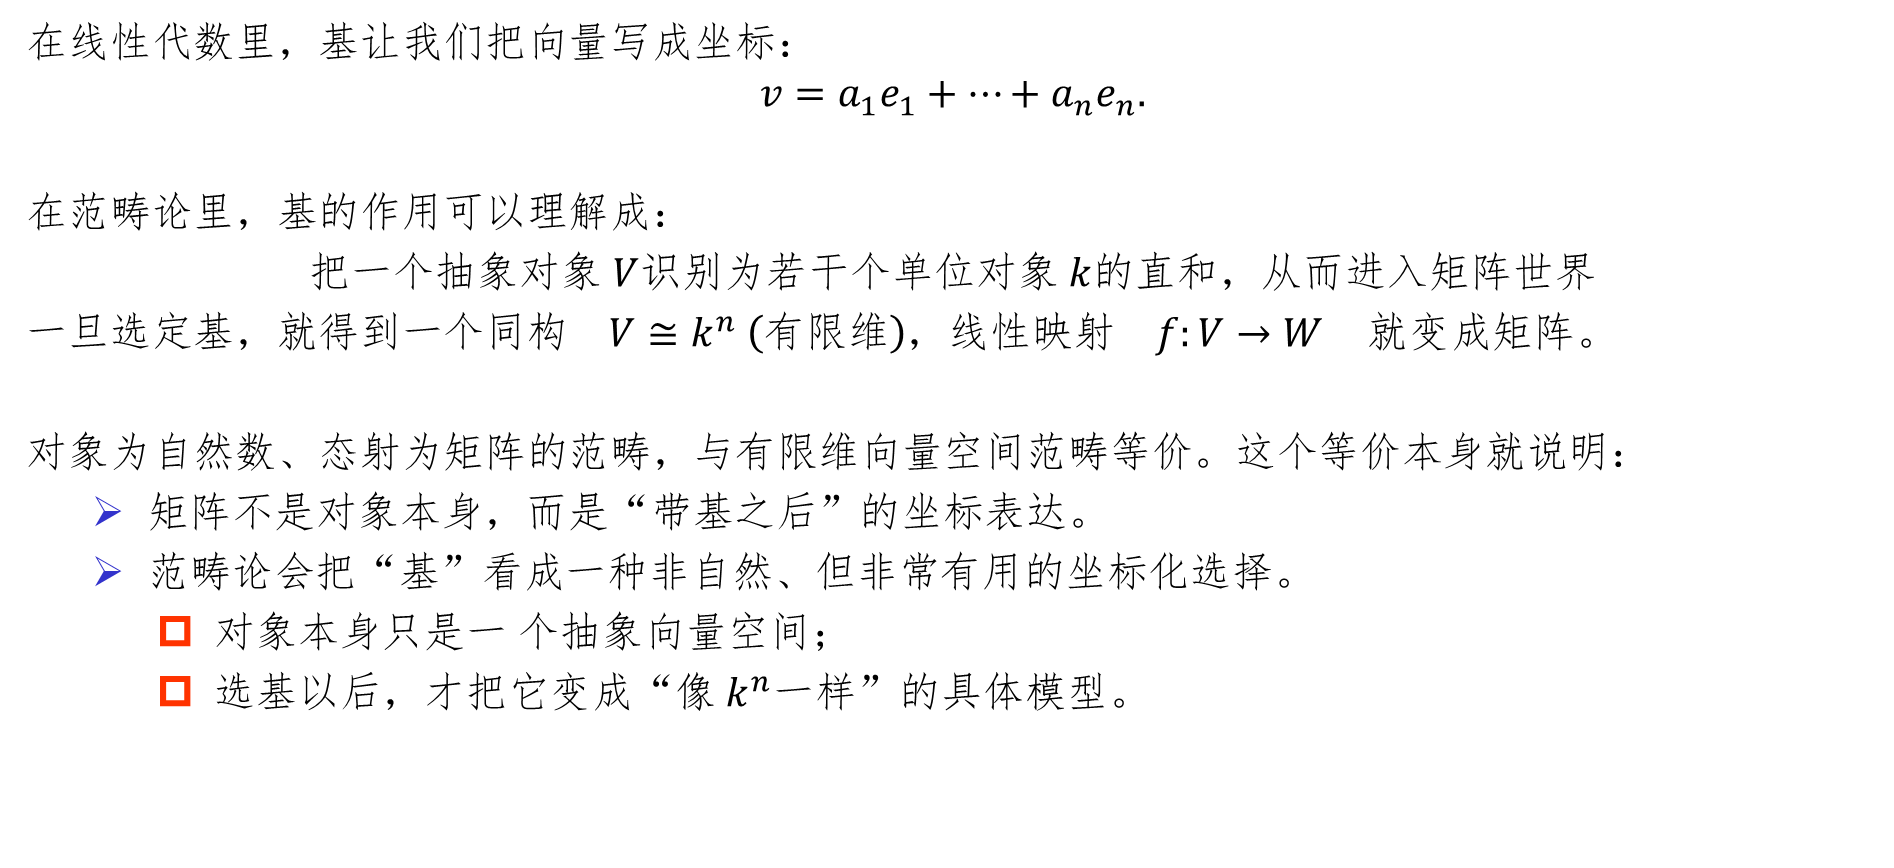 在线性代数里，基让我们把向量写成坐标：
v = a₁e₁ + ⋯ + aₙeₙ.
在范畴论里，基的作用可以理解成：
把一个抽象对象 V识别为若干个单位对象 k的直和，从而进入矩阵世界
一旦选定基，就得到一个同构 V ≅ kⁿ (有限维)，线性映射 f: V → W 就变成矩阵。
对象为自然数、态射为矩阵的范畴，与有限维向量空间范畴等价。这个等价本身就说明：
➢ 矩阵不是对象本身，而是“带基之后”的坐标表达。
➢ 范畴论会把“基”看成一种非自然、但非常有用的坐标化选择。
❑ 对象本身只是一 个抽象向量空间；
❑ 选基以后，才把它变成“像 kⁿ一样”的具体模型。